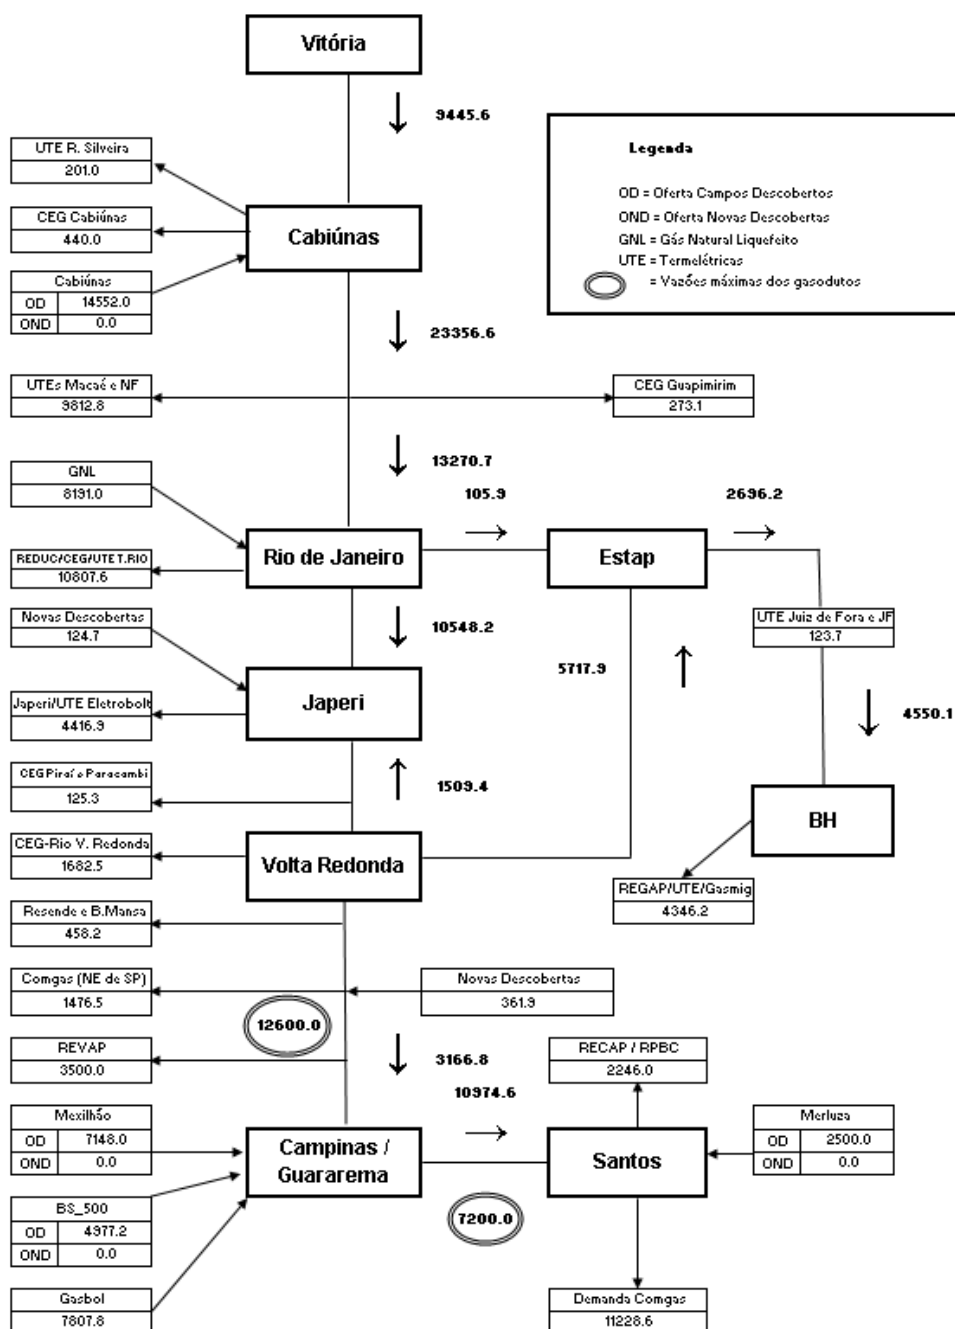 Vitória
9445.6
Legenda
OD = Oferta Campos Descobertos
OND = Oferta Novas Descobertas
GNL = Gás Natural Liquefeito
UTE = Termelétricas
= Vazões máximas dos gasodutos
UTE R. Silveira
201.0
CEG Cabiúnas
440.0
Cabiúnas
Cabiúnas
OD 14552.0
OND 0.0
23356.6
UTEs Macaé e NF
9812.8
CEG Guapimirim
273.1
13270.7
GNL
8191.0
105.9
2696.2
REDUC/CEG/UTE T.RIO
10807.6
Rio de Janeiro
Estap
Novas Descobertas
124.7
10548.2
UTE Juiz de Fora e JF
123.7
5717.9
Japeri/UTE Eletrobolt
4416.9
Japeri
4550.1
CEG Piraí e Paracambi
125.3
1509.4
BH
CEG-Rio V. Redonda
1682.5
Volta Redonda
REGAP/UTE/Gasmig
4346.2
Resende e B.Mansa
458.2
Comgas (NE de SP)
1476.5
Novas Descobertas
361.9
12600.0
REVAP
3500.0
3166.8
RECAP / RPBC
2246.0
10974.6
Mexilhão
OD 7148.0
OND 0.0
Campinas /
Guararema
Santos
Merluza
OD 2500.0
OND 0.0
BS_500
OD 4977.2
OND 0.0
7200.0
Gasbol
7807.8
Demanda Comgas
11228.6